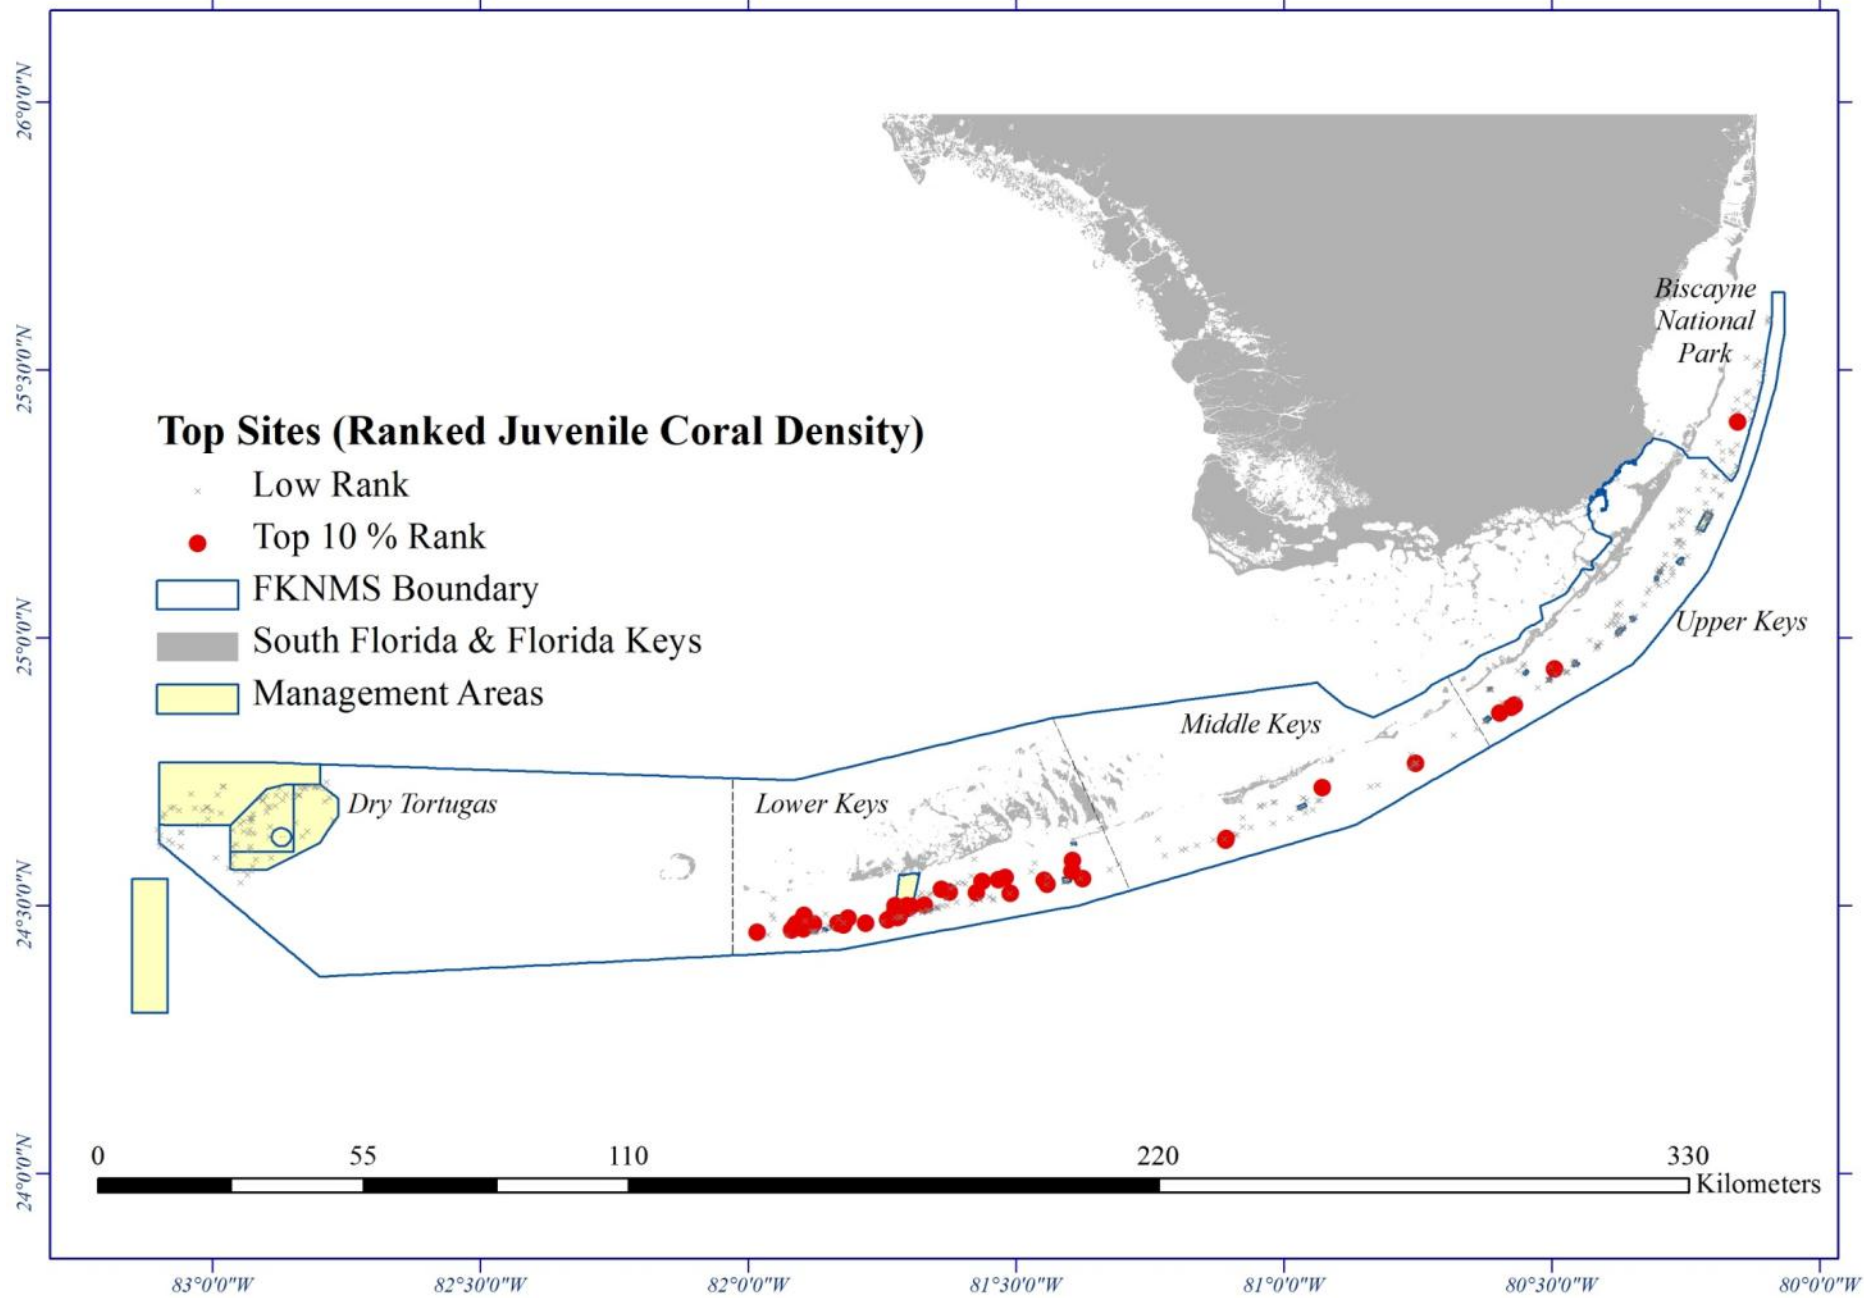 26°0'0"N
25°30'0"N
25°0'0"N
24°30'0"N
24°0'0"N
Biscayne
National
Park
Top Sites (Ranked Juvenile Coral Density)
Low Rank
Top 10 % Rank
FKNMS Boundary
South Florida & Florida Keys
Management Areas
Upper Keys
Middle Keys
Lower Keys
Dry Tortugas
0 55 110 220 330
Kilometers
83°0'0"W 82°30'0"W 82°0'0"W 81°30'0"W 81°0'0"W 80°30'0"W 80°0'0"W